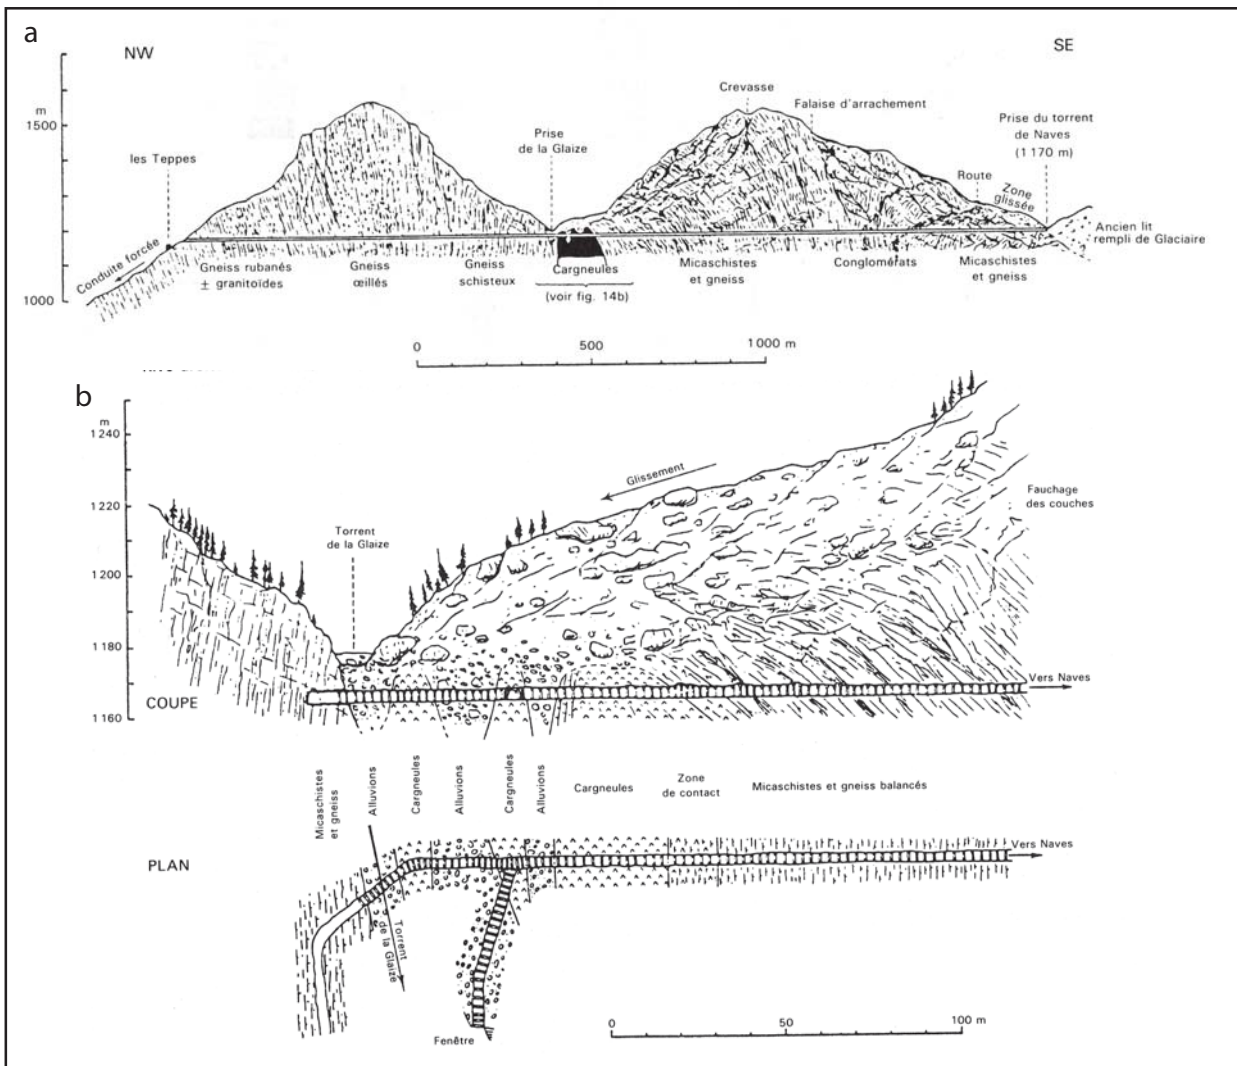 a
NW
SE
m
1500
1000
les Teppes
Prise
de la Glaize
Crevasse
Falaise d'arrachement
Prise du torrent
de Naves
(1 170 m)
Route
Zone
glissée
Ancien lit
rempli de Glaciaire
Conduite forcée
Gneiss rubanés
± granitoïdes
Gneiss
œillés
Gneiss
schisteux
Cargneules
(voir fig. 14b)
Micaschistes
et gneiss
Conglomérats
Micaschistes
et gneiss
0
500
1 000 m
b
m
1 240
1 220
1 200
1 180
1 160
Torrent
de la Glaize
Glissement
Fauchage
des couches
Vers Naves
COUPE
Micaschistes
et gneiss
Alluvions
Cargneules
Alluvions
Cargneules
Alluvions
Cargneules
Zone
de contact
Micaschistes et gneiss balancés
PLAN
Vers Naves
Torrent
de la Glaize
Fenêtre
0
50
100 m